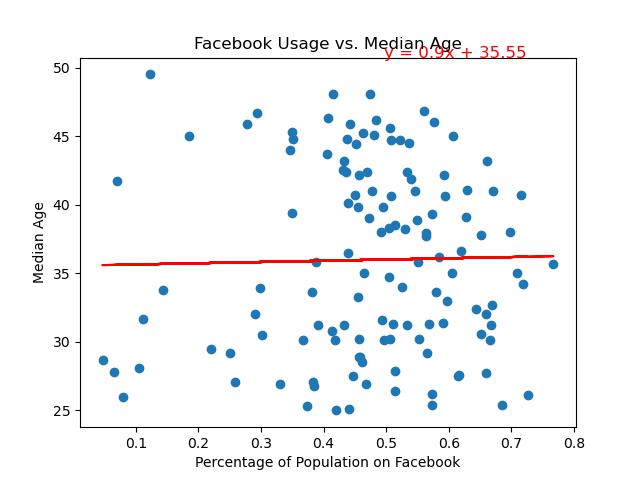 Facebook Usage vs. Median Age
y = 0.9x + 35.55
50
45
40
35
30
25
Median Age
0.1 0.2 0.3 0.4 0.5 0.6 0.7 0.8
Percentage of Population on Facebook